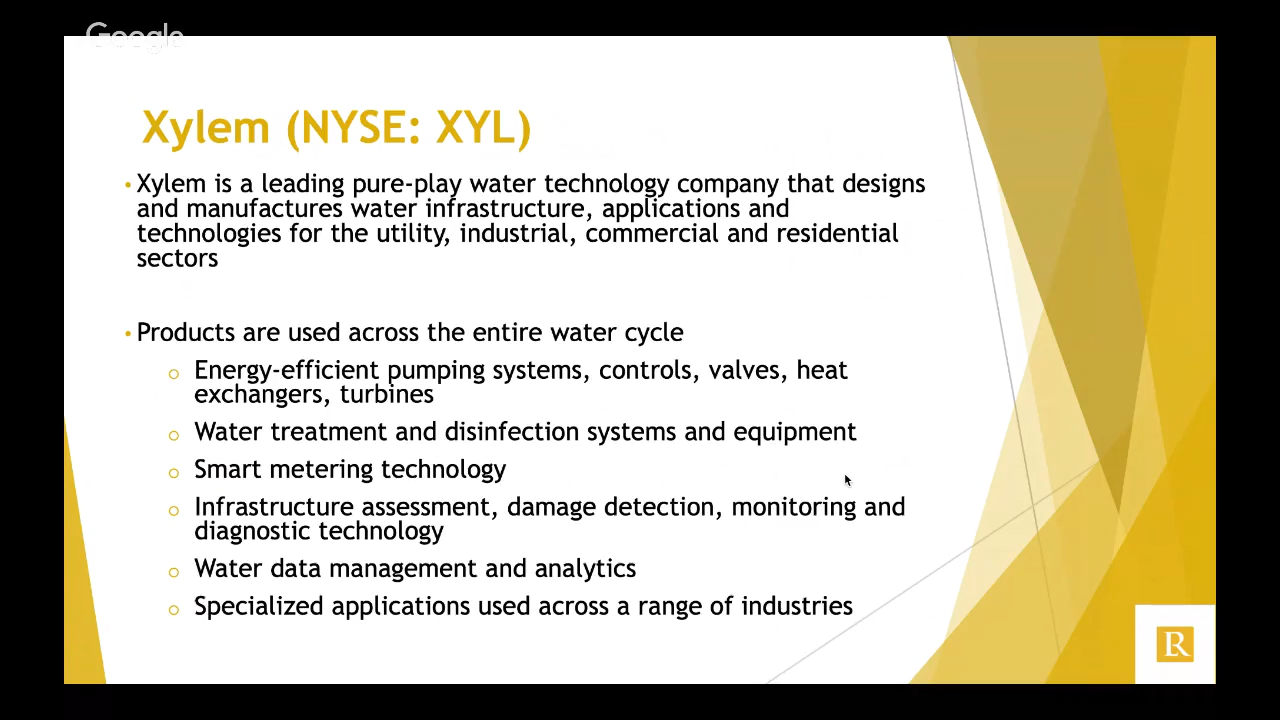 Google
Xylem (NYSE: XYL)
• Xylem is a leading pure-play water technology company that designs
and manufactures water infrastructure, applications and
technologies for the utility, industrial, commercial and residential
sectors
• Products are used across the entire water cycle
o Energy-efficient pumping systems, controls, valves, heat
exchangers, turbines
o Water treatment and disinfection systems and equipment
o Smart metering technology
o Infrastructure assessment, damage detection, monitoring and
diagnostic technology
o Water data management and analytics
o Specialized applications used across a range of industries
LR